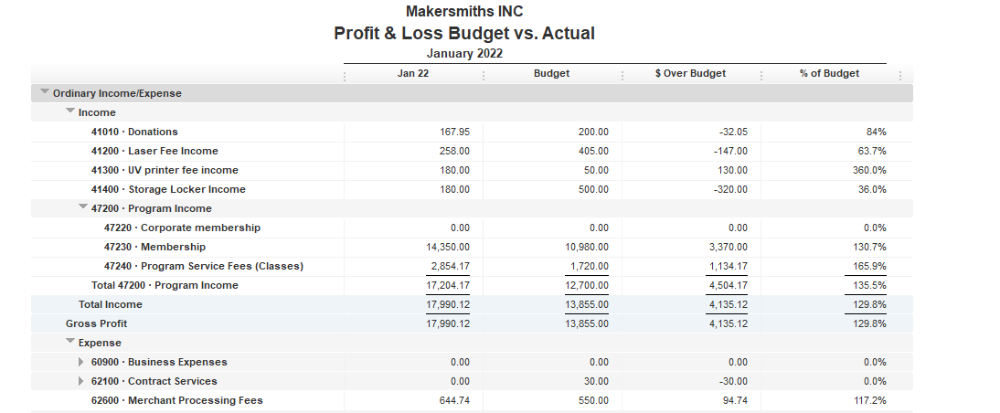 Makersmiths INC
Profit & Loss Budget vs. Actual
January 2022
Jan 22 Budget $ Over Budget % of Budget
Ordinary Income/Expense
Income
41010 · Donations 167.95 200.00 -32.05 84%
41200 · Laser Fee Income 258.00 405.00 -147.00 63.7%
41300 · UV printer fee income 180.00 50.00 130.00 360.0%
41400 · Storage Locker Income 180.00 500.00 -320.00 36.0%
47200 · Program Income
47220 · Corporate membership 0.00 0.00 0.00 0.0%
47230 · Membership 14,350.00 10,980.00 3,370.00 130.7%
47240 · Program Service Fees (Classes) 2,854.17 1,720.00 1,134.17 165.9%
Total 47200 · Program Income 17,204.17 12,700.00 4,504.17 135.5%
Total Income 17,990.12 13,855.00 4,135.12 129.8%
Gross Profit 17,990.12 13,855.00 4,135.12 129.8%
Expense
60900 · Business Expenses 0.00 0.00 0.00 0.0%
62100 · Contract Services 0.00 30.00 -30.00 0.0%
62600 · Merchant Processing Fees 644.74 550.00 94.74 117.2%